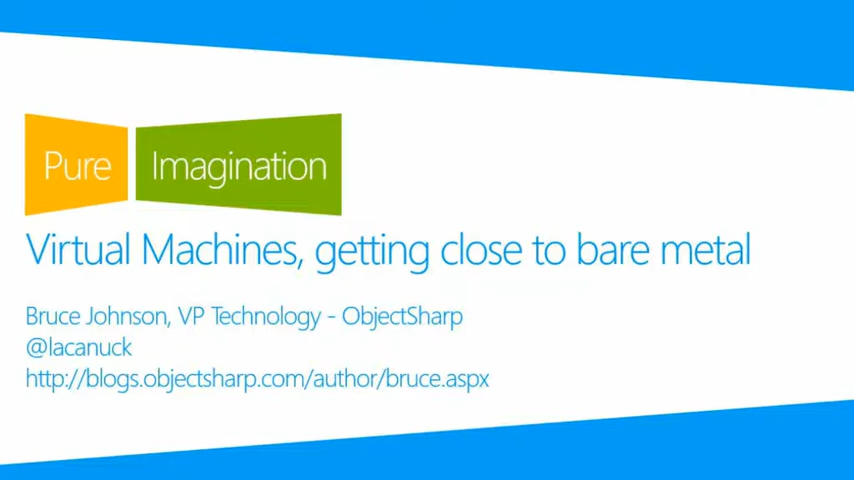 Pure Imagination
Virtual Machines, getting close to bare metal
Bruce Johnson, VP Technology - ObjectSharp
@lacanuck
http://blogs.objectsharp.com/author/bruce.aspx